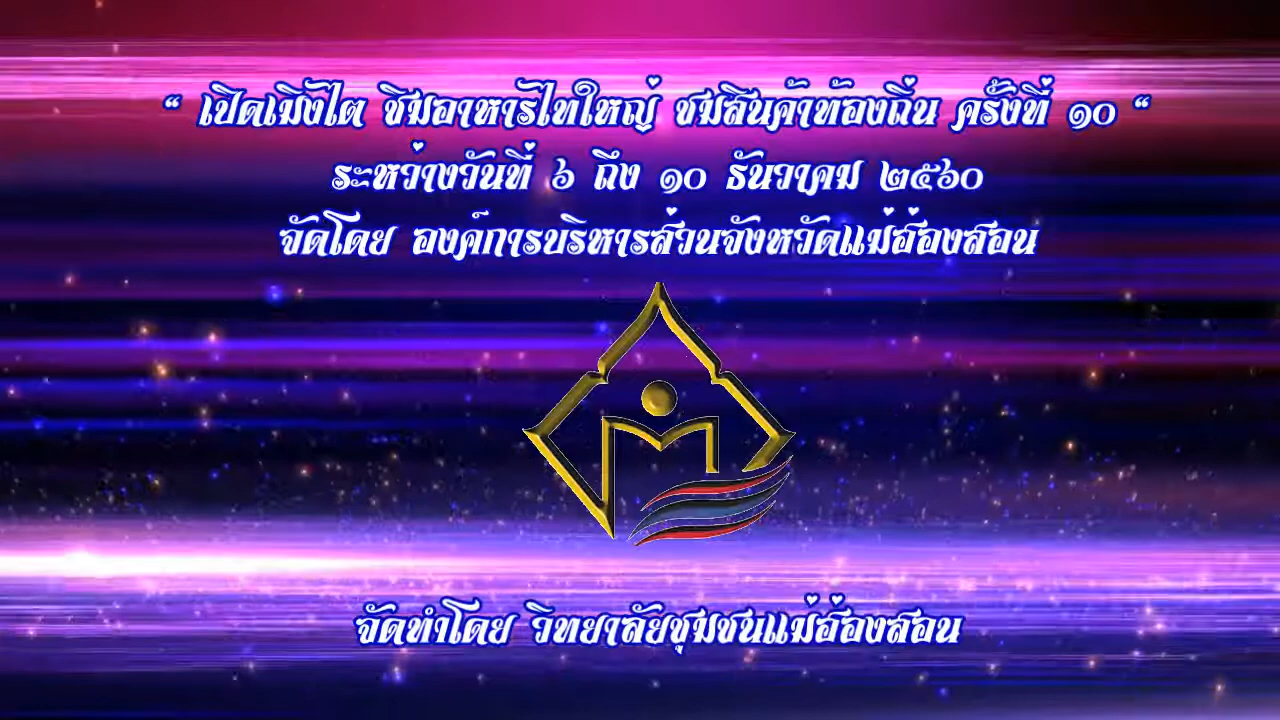 “ เปิดเมิงไต ชิมอาหารไทใหญ่ ชมสินค้าท้องถิ่น ครั้งที่ ๑๐ “
ระหว่างวันที่ ๖ ถึง ๑๐ ธันวาคม ๒๕๖๐
จัดโดย องค์การบริหารส่วนจังหวัดแม่ฮ่องสอน
จัดทำโดย วิทยาลัยชุมชนแม่ฮ่องสอน